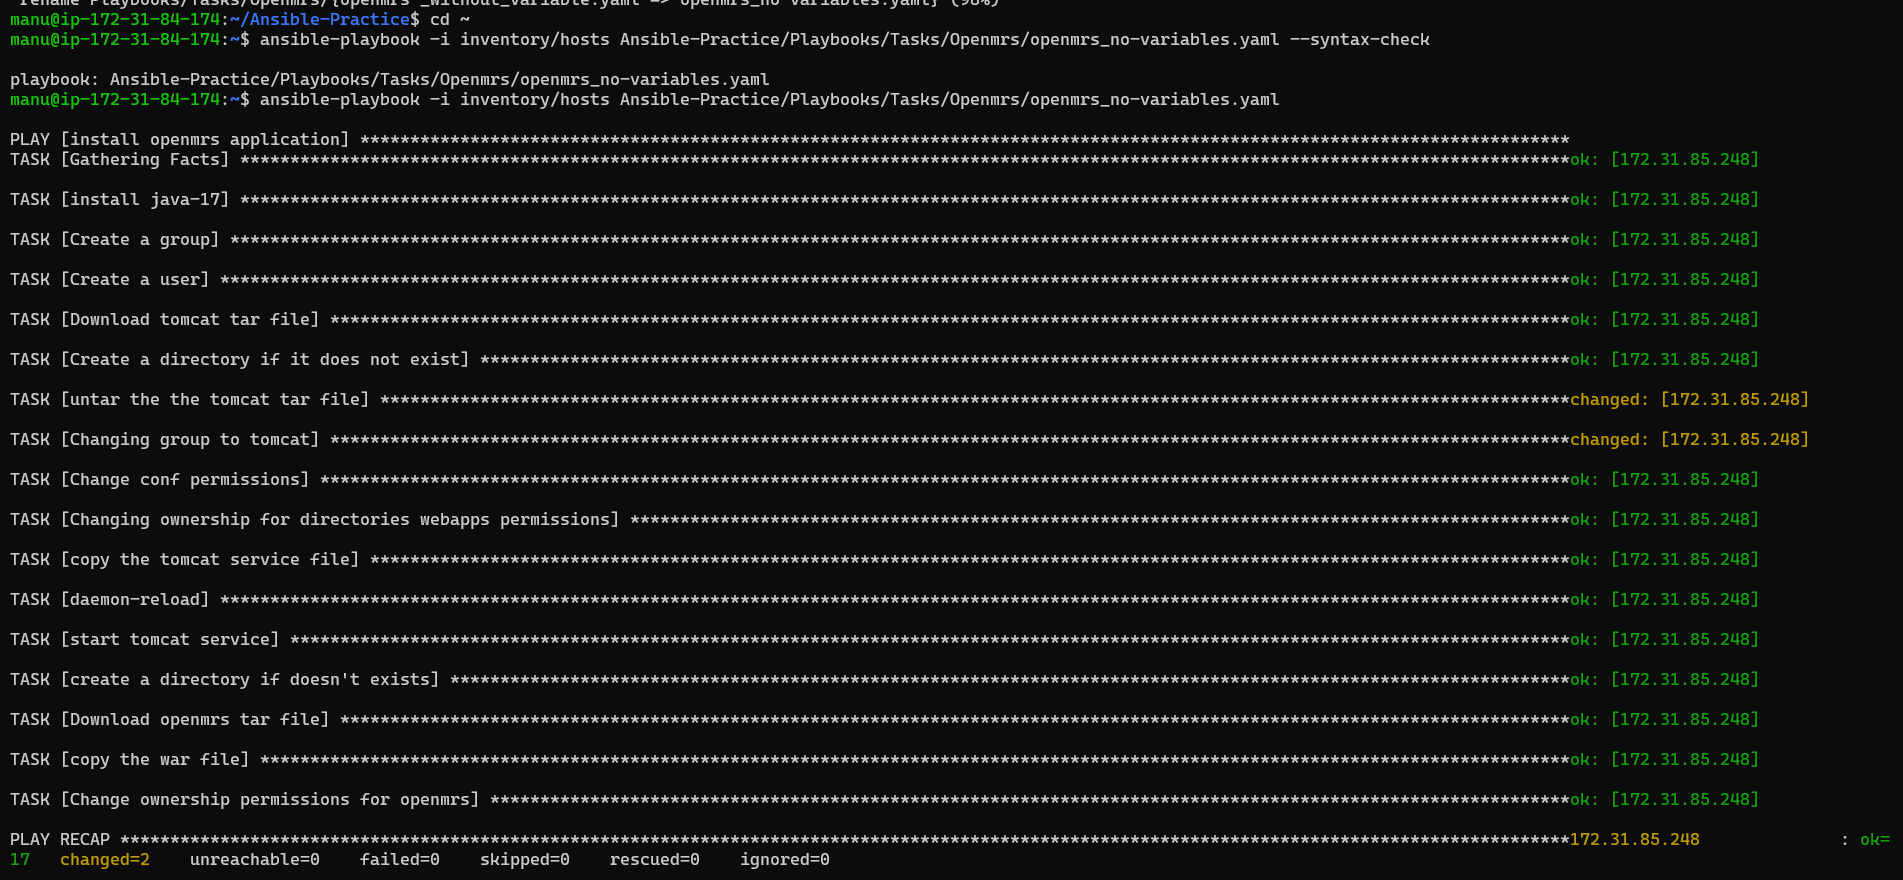 rename Playbooks/Tasks/Openmrs/{openmrs _without_variable.yaml => openmrs_no-variables.yaml} (98%)
manu@ip-172-31-84-174:~/Ansible-Practice$ cd ~
manu@ip-172-31-84-174:~$ ansible-playbook -i inventory/hosts Ansible-Practice/Playbooks/Tasks/Openmrs/openmrs_no-variables.yaml --syntax-check
playbook: Ansible-Practice/Playbooks/Tasks/Openmrs/openmrs_no-variables.yaml
manu@ip-172-31-84-174:~$ ansible-playbook -i inventory/hosts Ansible-Practice/Playbooks/Tasks/Openmrs/openmrs_no-variables.yaml
PLAY [install openmrs application] *************************************************************************************************************************
TASK [Gathering Facts] *************************************************************************************************************************************ok: [172.31.85.248]
TASK [install java-17] *************************************************************************************************************************************ok: [172.31.85.248]
TASK [Create a group] **************************************************************************************************************************************ok: [172.31.85.248]
TASK [Create a user] ***************************************************************************************************************************************ok: [172.31.85.248]
TASK [Download tomcat tar file] ****************************************************************************************************************************ok: [172.31.85.248]
TASK [Create a directory if it does not exist] *************************************************************************************************************ok: [172.31.85.248]
TASK [untar the the tomcat tar file] ***********************************************************************************************************************changed: [172.31.85.248]
TASK [Changing group to tomcat] ****************************************************************************************************************************changed: [172.31.85.248]
TASK [Change conf permissions] *****************************************************************************************************************************ok: [172.31.85.248]
TASK [Changing ownership for directories webapps permissions] **********************************************************************************************ok: [172.31.85.248]
TASK [copy the tomcat service file] ************************************************************************************************************************ok: [172.31.85.248]
TASK [daemon-reload] ***************************************************************************************************************************************ok: [172.31.85.248]
TASK [start tomcat service] ********************************************************************************************************************************ok: [172.31.85.248]
TASK [create a directory if doesn't exists] ****************************************************************************************************************ok: [172.31.85.248]
TASK [Download openmrs tar file] ***************************************************************************************************************************ok: [172.31.85.248]
TASK [copy the war file] ***********************************************************************************************************************************ok: [172.31.85.248]
TASK [Change ownership permissions for openmrs] ************************************************************************************************************ok: [172.31.85.248]
PLAY RECAP *************************************************************************************************************************************************172.31.85.248              : ok=
17   changed=2    unreachable=0    failed=0    skipped=0    rescued=0    ignored=0